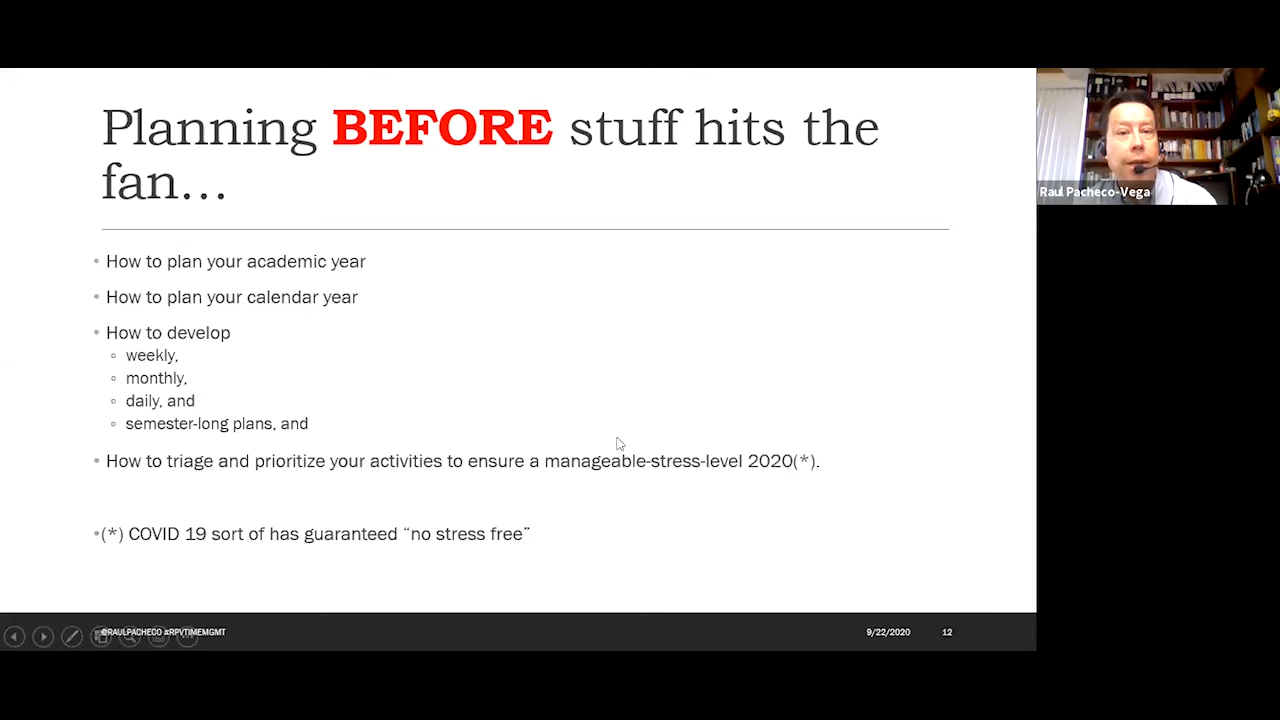 Planning BEFORE stuff hits the
fan…
• How to plan your academic year
• How to plan your calendar year
• How to develop
◦ weekly,
◦ monthly,
◦ daily, and
◦ semester-long plans, and
• How to triage and prioritize your activities to ensure a manageable-stress-level 2020(*).
•(*) COVID 19 sort of has guaranteed “no stress free”
@RAULPACHECO #RPVTIMEMGMT
9/22/2020 12
Raul Pacheco-Vega